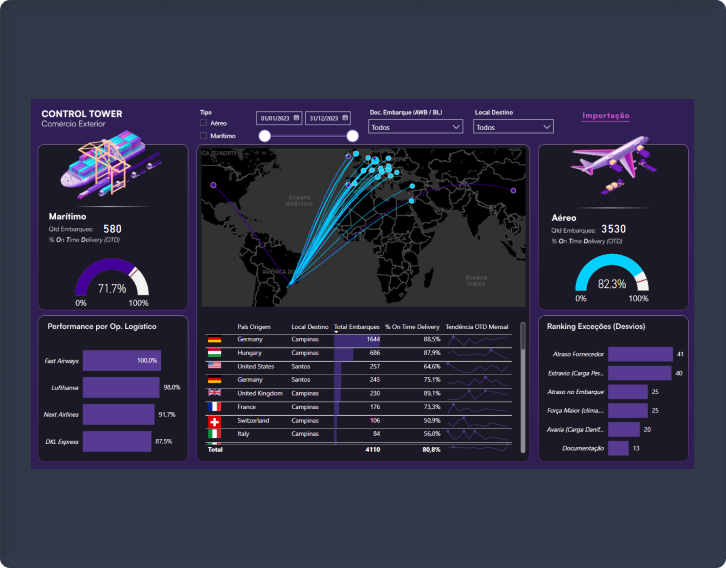 CONTROL TOWER
Comércio Exterior
Tipo
Aéreo
Marítimo
01/01/2023
31/12/2023
Doc. Embarque (AWB / BL)
Todos
Local Destino
Todos
Importação
Marítimo
Qtd Embarques: 580
% On Time Delivery (OTD)
71.7%
0% 100%
Performance por Op. Logístico
Fast Airways 100,0%
Lufthanva 98,0%
Next Airlines 91.7%
DKL Express 87,5%
Oceano
Atlântico
ÁFRICA
Oceano
Índico
País Origem Local Destino Total Embarques % On Time Delivery Tendência OTD Mensal
Germany Campinas 1644 88,5%
Hungary Campinas 686 87,9%
United States Santos 257 64,6%
Germany Santos 245 75,1%
United Kingdom Campinas 230 89,1%
France Campinas 176 73,3%
Switzerland Campinas 106 50,9%
Italy Campinas 84 56,0%
Total 4110 80,8%
Aéreo
Qtd Embarques: 3530
% On Time Delivery (OTD)
82,3%
0% 100%
Ranking Exceções (Desvios)
Atraso Fornecedor 41
Extravio (Carga Per... 40
Atraso no Embarque 25
Força Maior (clima,... 25
Avaria (Carga Danif... 20
Documentação 13